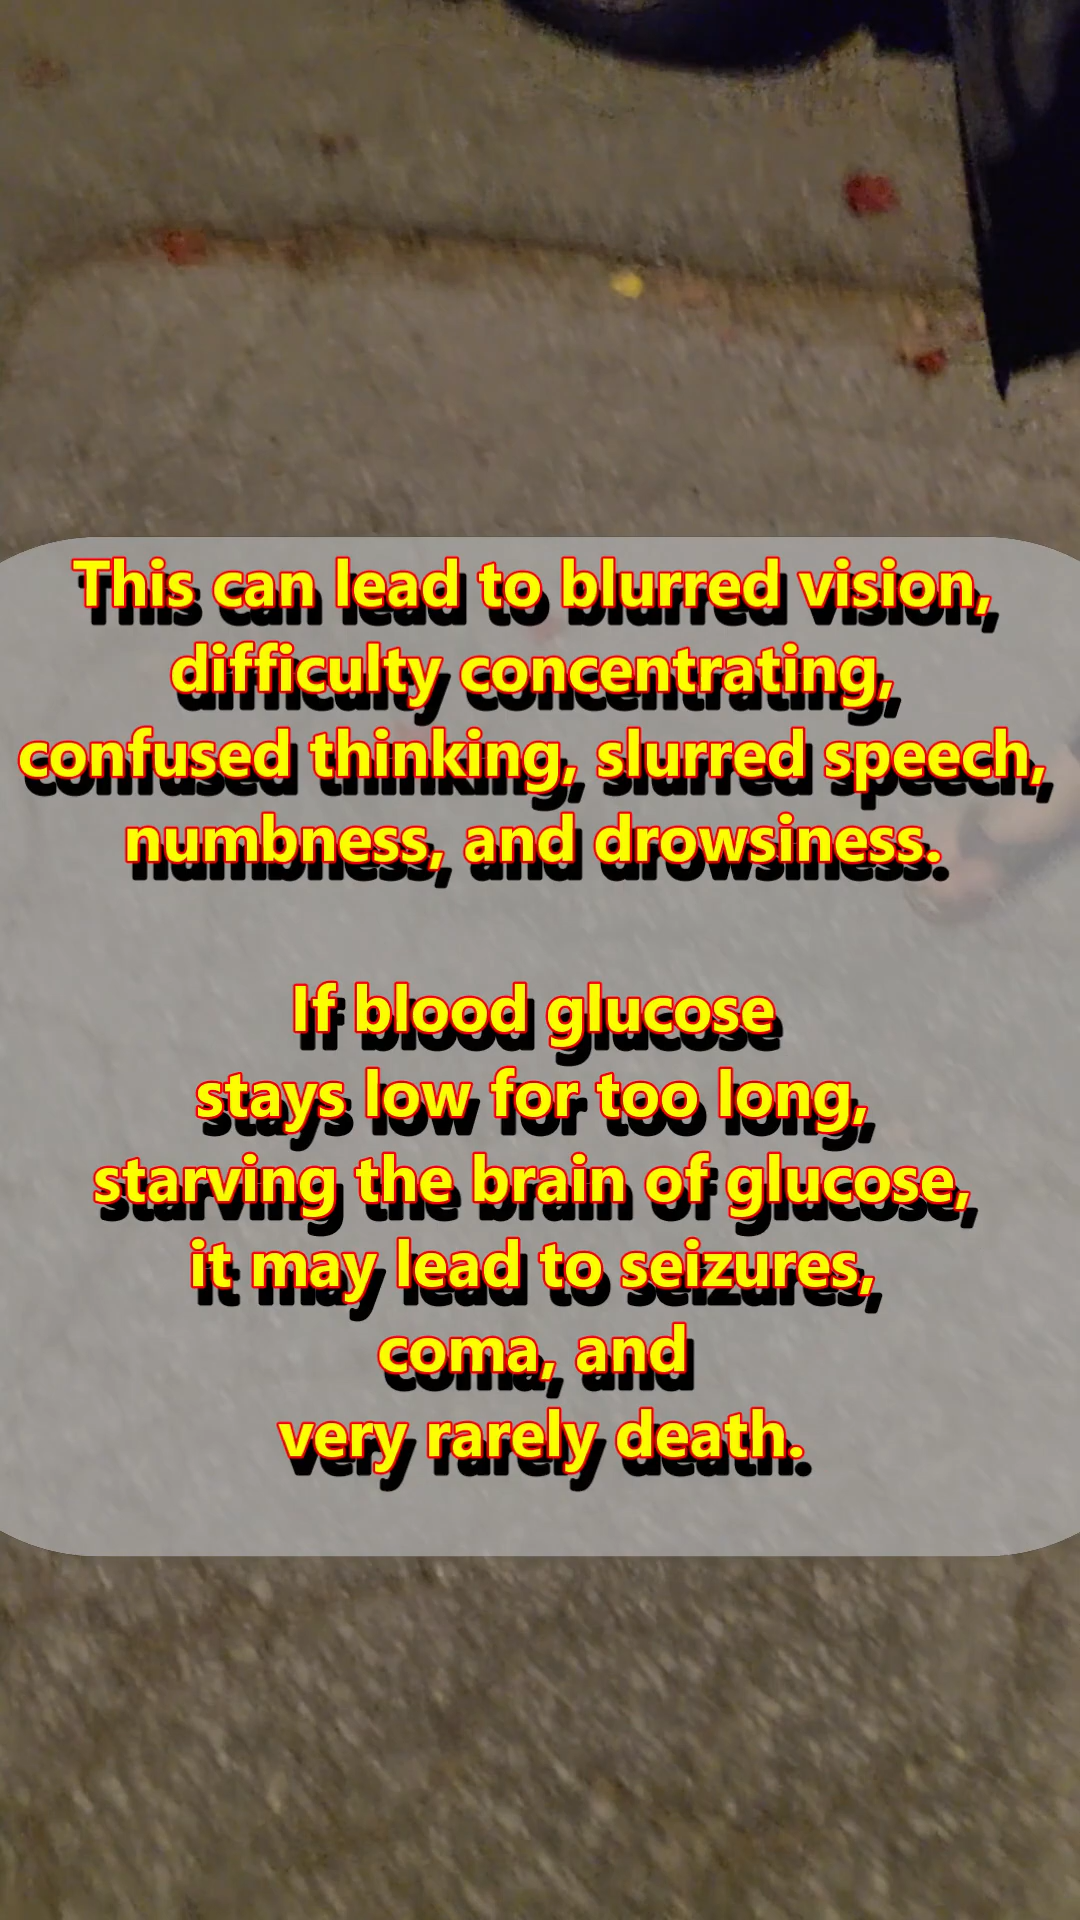 This can lead to blurred vision,
difficulty concentrating,
confused thinking, slurred speech,
numbness, and drowsiness.
If blood glucose
stays low for too long,
starving the brain of glucose,
it may lead to seizures,
coma, and
very rarely death.